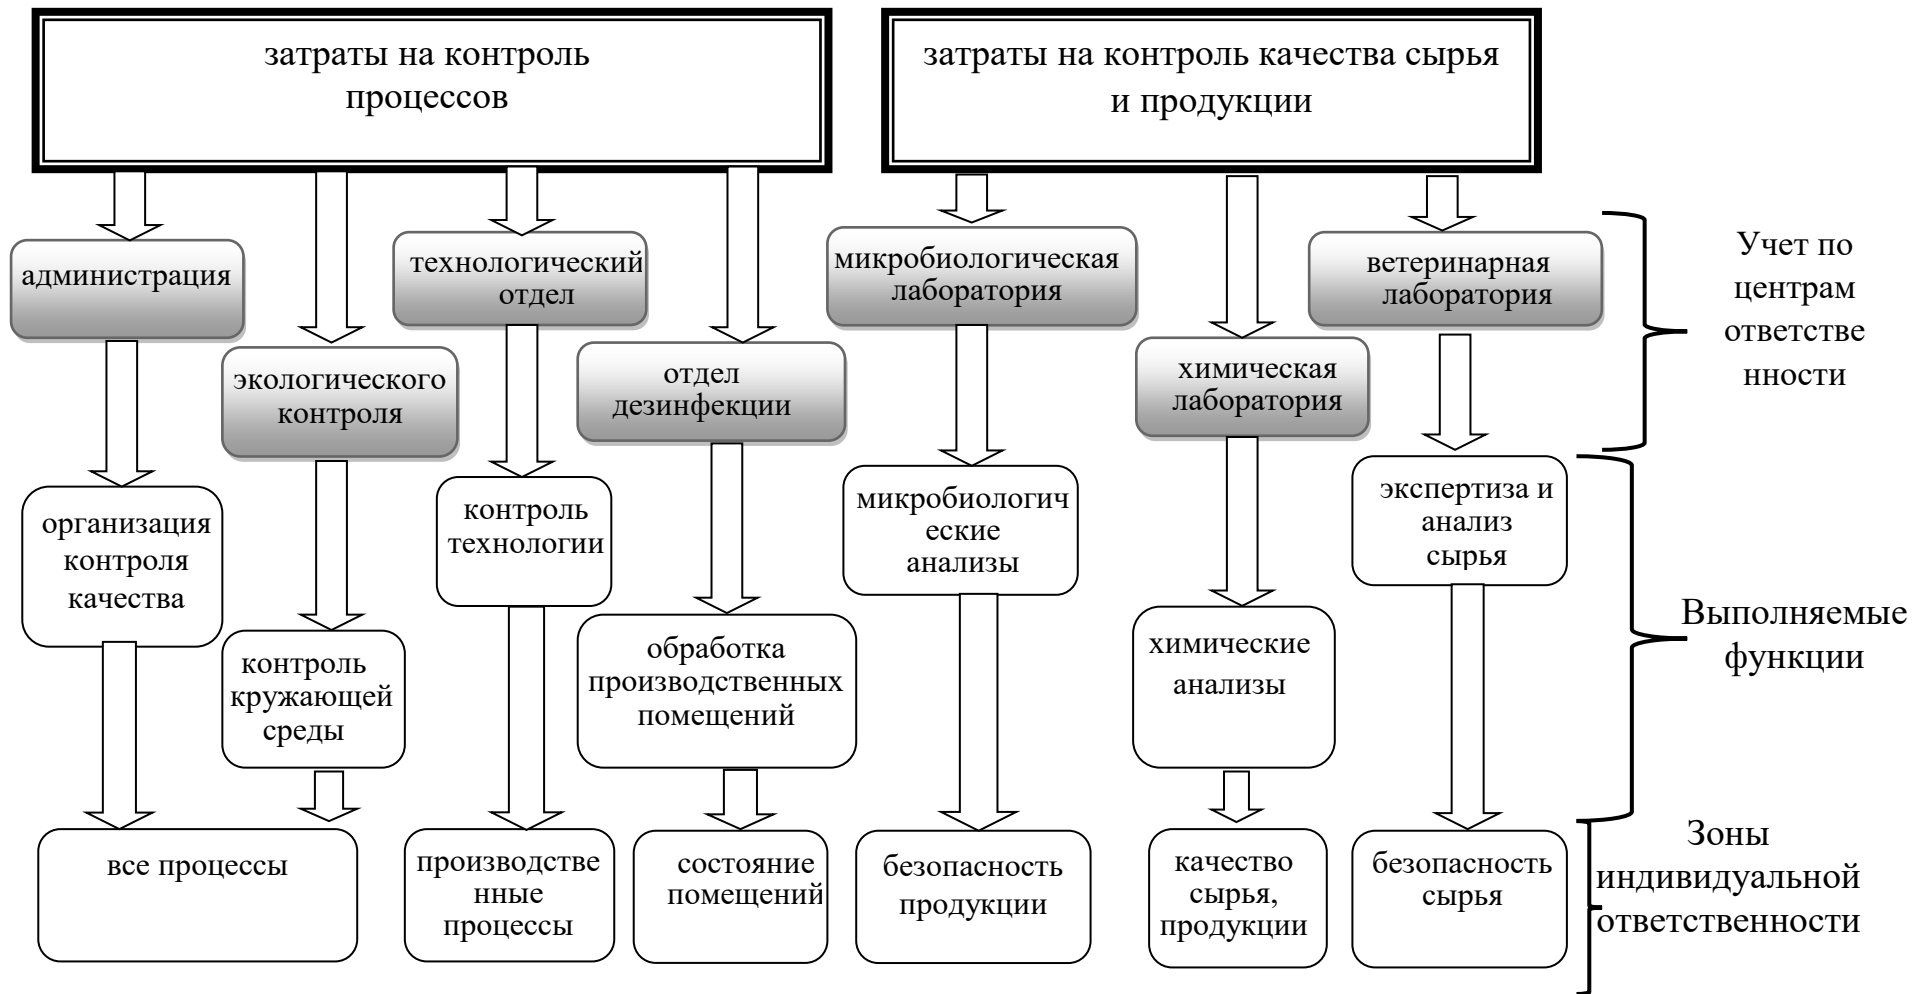 затраты на контроль
процессов
затраты на контроль качества сырья
и продукции
администрация
экологического
контроля
технологический
отдел
отдел
дезинфекции
микробиологическая
лаборатория
химическая
лаборатория
ветеринарная
лаборатория
Учет по
центрам
ответстве
нности
организация
контроля
качества
контроль
кружающей
среды
контроль
технологии
обработка
производственных
помещений
микробиологич
еские
анализы
химические
анализы
экспертиза и
анализ
сырья
Выполняемые
функции
все процессы
производстве
нные
процессы
состояние
помещений
безопасность
продукции
качество
сырья,
продукции
безопасность
сырья
Зоны
индивидуальной
ответственности